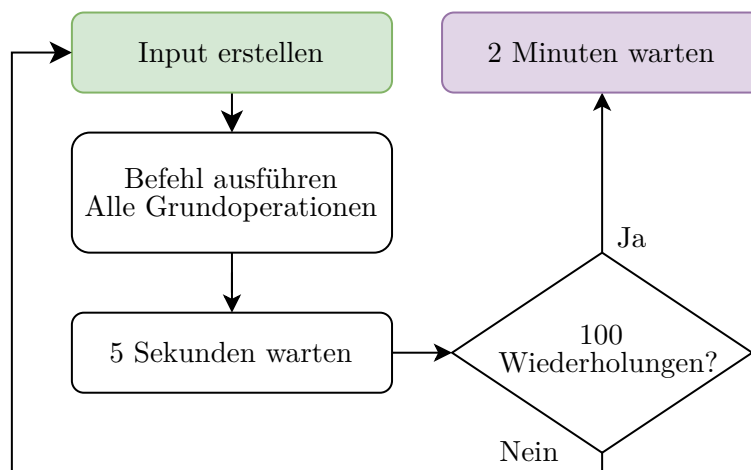 Input erstellen
2 Minuten warten
Befehl ausführen
Alle Grundoperationen
5 Sekunden warten
Ja
100
Wiederholungen?
Nein